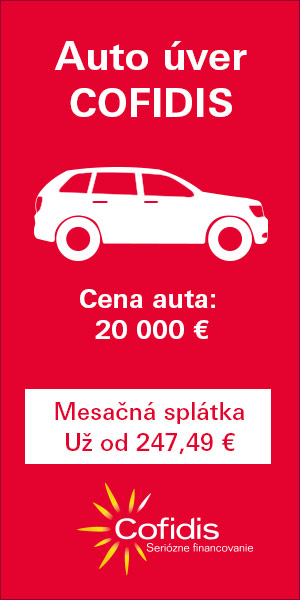 Auto úver
COFIDIS
Cena auta:
20 000 €
Mesačná splátka
Už od 247,49 €
Cofidis
Seriózne financovanie